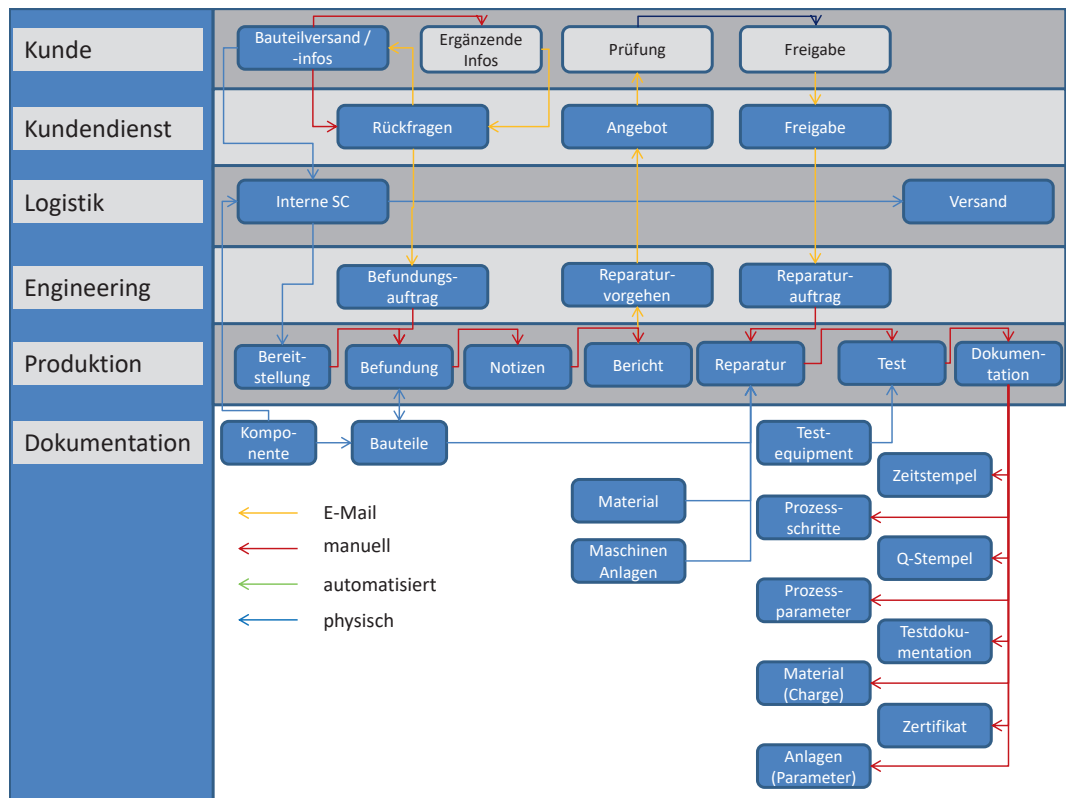 Kunde
Bauteilversand /
-infos
Ergänzende
Infos
Prüfung
Freigabe
Kundendienst
Rückfragen
Angebot
Freigabe
Logistik
Interne SC
Versand
Engineering
Befundungs-
auftrag
Reparatur-
vorgehen
Reparatur-
auftrag
Produktion
Bereit-
stellung
Befundung
Notizen
Bericht
Reparatur
Test
Dokumen-
tation
Dokumentation
Kompo-
nente
Bauteile
Test-
equipment
Zeitstempel
Material
Prozess-
schritte
Maschinen
Anlagen
Q-Stempel
Prozess-
parameter
Testdoku-
mentation
Material
(Charge)
Zertifikat
Anlagen
(Parameter)
E-Mail
manuell
automatisiert
physisch